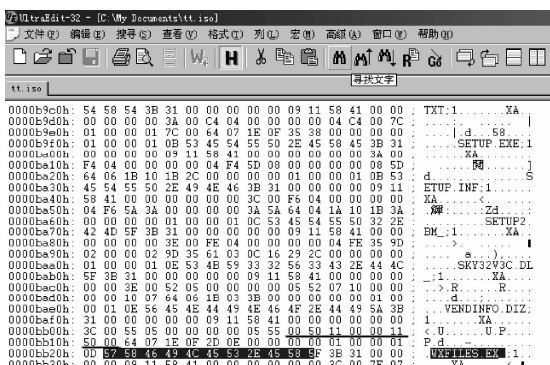 UltraEdit-32 - [C:\My Documents\tt.iso]
文件(F) 编辑(E) 搜寻(S) 查看(V) 格式(T) 列(L) 宏(M) 高级(A) 窗口(W) 帮助(H)
寻找文字
tt.iso
0000b9c0h: 54 58 54 3B 31 00 00 00 00 00 09 11 58 41 00 00 ; TXT;1.......XA..
0000b9d0h: 00 00 00 00 3A 00 C4 04 00 00 00 00 04 C4 00 7C
0000b9e0h: 01 00 00 01 7C 00 64 07 1E 0F 35 38 00 00 00 00
0000b9f0h: 01 00 00 01 0B 53 45 54 55 50 2E 45 58 45 3B 31 ; .....SETUP.EXE;1
0000ba00h: 00 00 00 00 09 11 58 41 00 00 00 00 00 00 3A 00
0000ba10h: F4 04 00 00 00 00 04 F4 5D 08 00 00 00 00 08 5D
0000ba20h: 64 06 1B 10 1B 2C 00 00 00 00 01 00 00 01 0B 53
0000ba30h: 45 54 55 50 2E 49 4E 46 3B 31 00 00 00 00 09 11 ; ETUP.INF;1......
0000ba40h: 58 41 00 00 00 00 00 00 3C 00 F6 04 00 00 00 00
0000ba50h: 04 F6 5A 3A 00 00 00 00 3A 5A 64 04 1A 10 1B 3A
0000ba60h: 00 00 00 00 01 00 00 01 0C 53 45 54 55 50 32 2E ; .........SETUP2.
0000ba70h: 42 4D 5F 3B 31 00 00 00 00 00 09 11 58 41 00 00 ; BM_;1.......XA..
0000ba80h: 00 00 00 00 3E 00 FE 04 00 00 00 00 04 FE 35 9D
0000ba90h: 02 00 00 02 9D 35 61 03 0C 16 29 2C 00 00 00 00
0000baa0h: 01 00 00 01 0E 53 4B 59 33 32 56 33 43 2E 44 4C ; .....SKY32V3C.DL
0000bab0h: 5F 3B 31 00 00 00 00 00 09 11 58 41 00 00 00 00 ; _;1.......XA....
0000bac0h: 00 00 3E 00 52 05 00 00 00 00 05 52 07 10 00 00
0000bad0h: 00 00 10 07 64 06 1B 03 3B 00 00 00 00 00 01 00
0000bae0h: 00 01 0E 56 45 4E 44 49 4E 46 4F 2E 44 49 5A 3B ; ...VENDINFO.DIZ;
0000baf0h: 31 00 00 00 00 00 09 11 58 41 00 00 00 00 00 00 ; 1.......XA......
0000bb00h: 3C 00 55 05 00 00 00 00 05 55 00 50 11 00 00 11 ; <.U......U.P....
0000bb10h: 50 00 64 07 1E 0F 2D 0E 00 00 00 00 01 00 00 01 ; P.d...-.........
0000bb20h: 0D 57 58 46 49 4C 45 53 2E 45 58 5F 3B 31 00 00 ; .WXFILES.EX_;1..